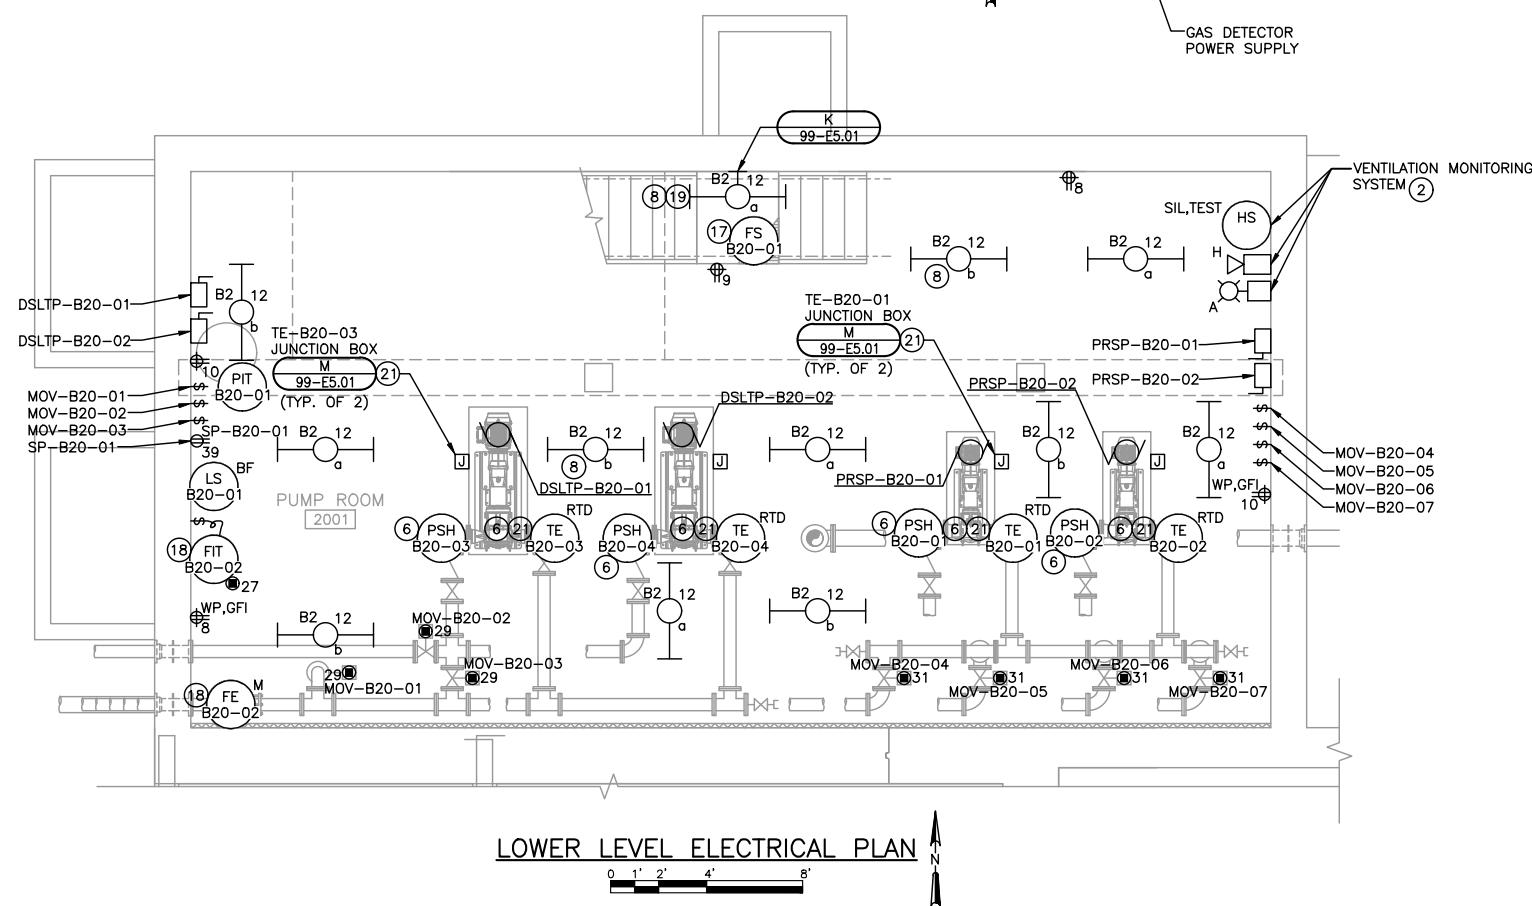 GAS DETECTOR
POWER SUPPLY
K
99-E5.01
B2 12
a
8 19
17
FS
B20-01
9
8
VENTILATION MONITORING
SYSTEM 2
SIL,TEST
HS
H
A
B2 12
b
8
B2 12
a
DSLTP-B20-01
DSLTP-B20-02
B2 12
b
10
PIT
B20-01
TE-B20-03
JUNCTION BOX
M
99-E5.01
21
(TYP. OF 2)
TE-B20-01
JUNCTION BOX
M
99-E5.01
21
(TYP. OF 2)
PRSP-B20-01
PRSP-B20-02
PRSP-B20-02
DSLTP-B20-02
MOV-B20-01
MOV-B20-02
MOV-B20-03
SP-B20-01
S
S
S
SP-B20-01
39
B2 12
a
J
B2 12
b
8
DSLTP-B20-01
J
B2 12
a
PRSP-B20-01
J
B2 12
b
J
B2 12
a
S
S
S
S
MOV-B20-04
MOV-B20-05
MOV-B20-06
MOV-B20-07
WP,GFI
10
LS
B20-01
BF
PUMP ROOM
2001
S
18
FIT
B20-02
27
WP,GFI
8
6
PSH
B20-03
6 21
TE
B20-03
RTD
PSH
B20-04
6
6 21
TE
B20-04
RTD
6
PSH
B20-01
6 21
TE
B20-01
RTD
PSH
B20-02
6
6 21
TE
B20-02
RTD
B2 12
b
B2 12
a
B2 12
b
MOV-B20-02
29
MOV-B20-03
29
29
MOV-B20-01
18
FE
B20-02
M
MOV-B20-04
31
31
MOV-B20-05
MOV-B20-06
31
31
MOV-B20-07
LOWER LEVEL ELECTRICAL PLAN
N
0 1' 2' 4' 8'